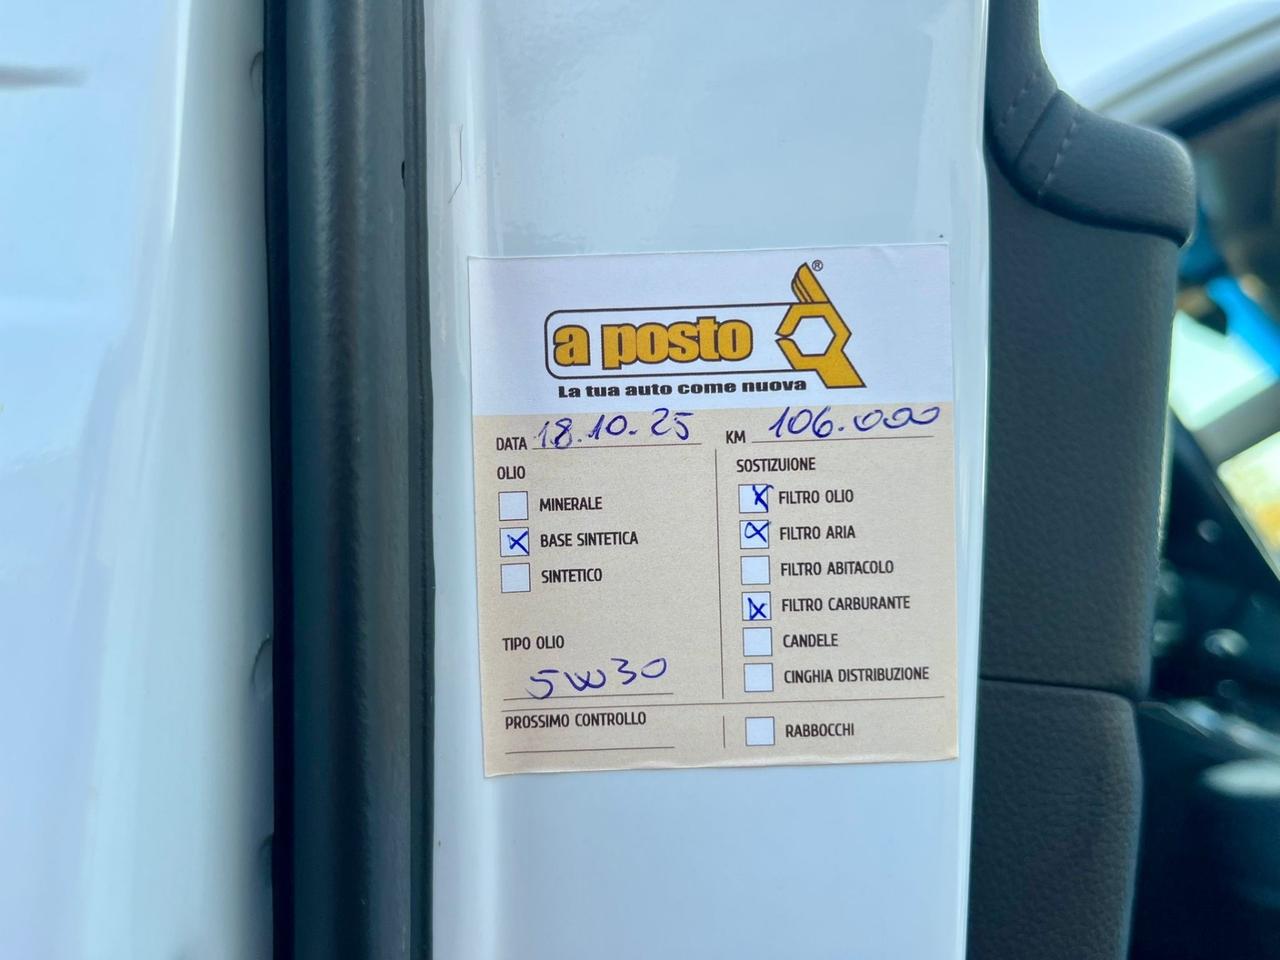 a posto ®
La tua auto come nuova
DATA 18.10.25 KM 106.000
OLIO
MINERALE
X BASE SINTETICA
SINTETICO
TIPO OLIO
5W30
PROSSIMO CONTROLLO
SOSTIZUIONE
X FILTRO OLIO
X FILTRO ARIA
FILTRO ABITACOLO
X FILTRO CARBURANTE
CANDELE
CINGHIA DISTRIBUZIONE
RABBOCCHI